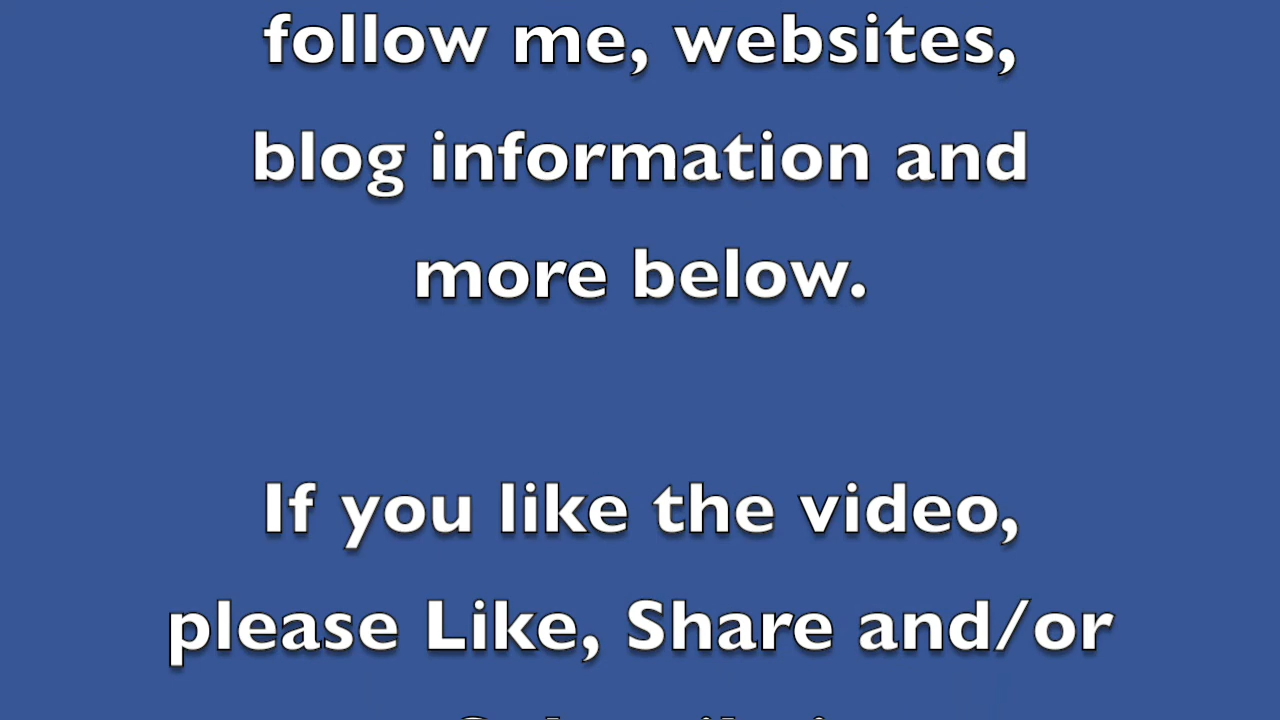 follow me, websites,
blog information and
more below.
If you like the video,
please Like, Share and/or